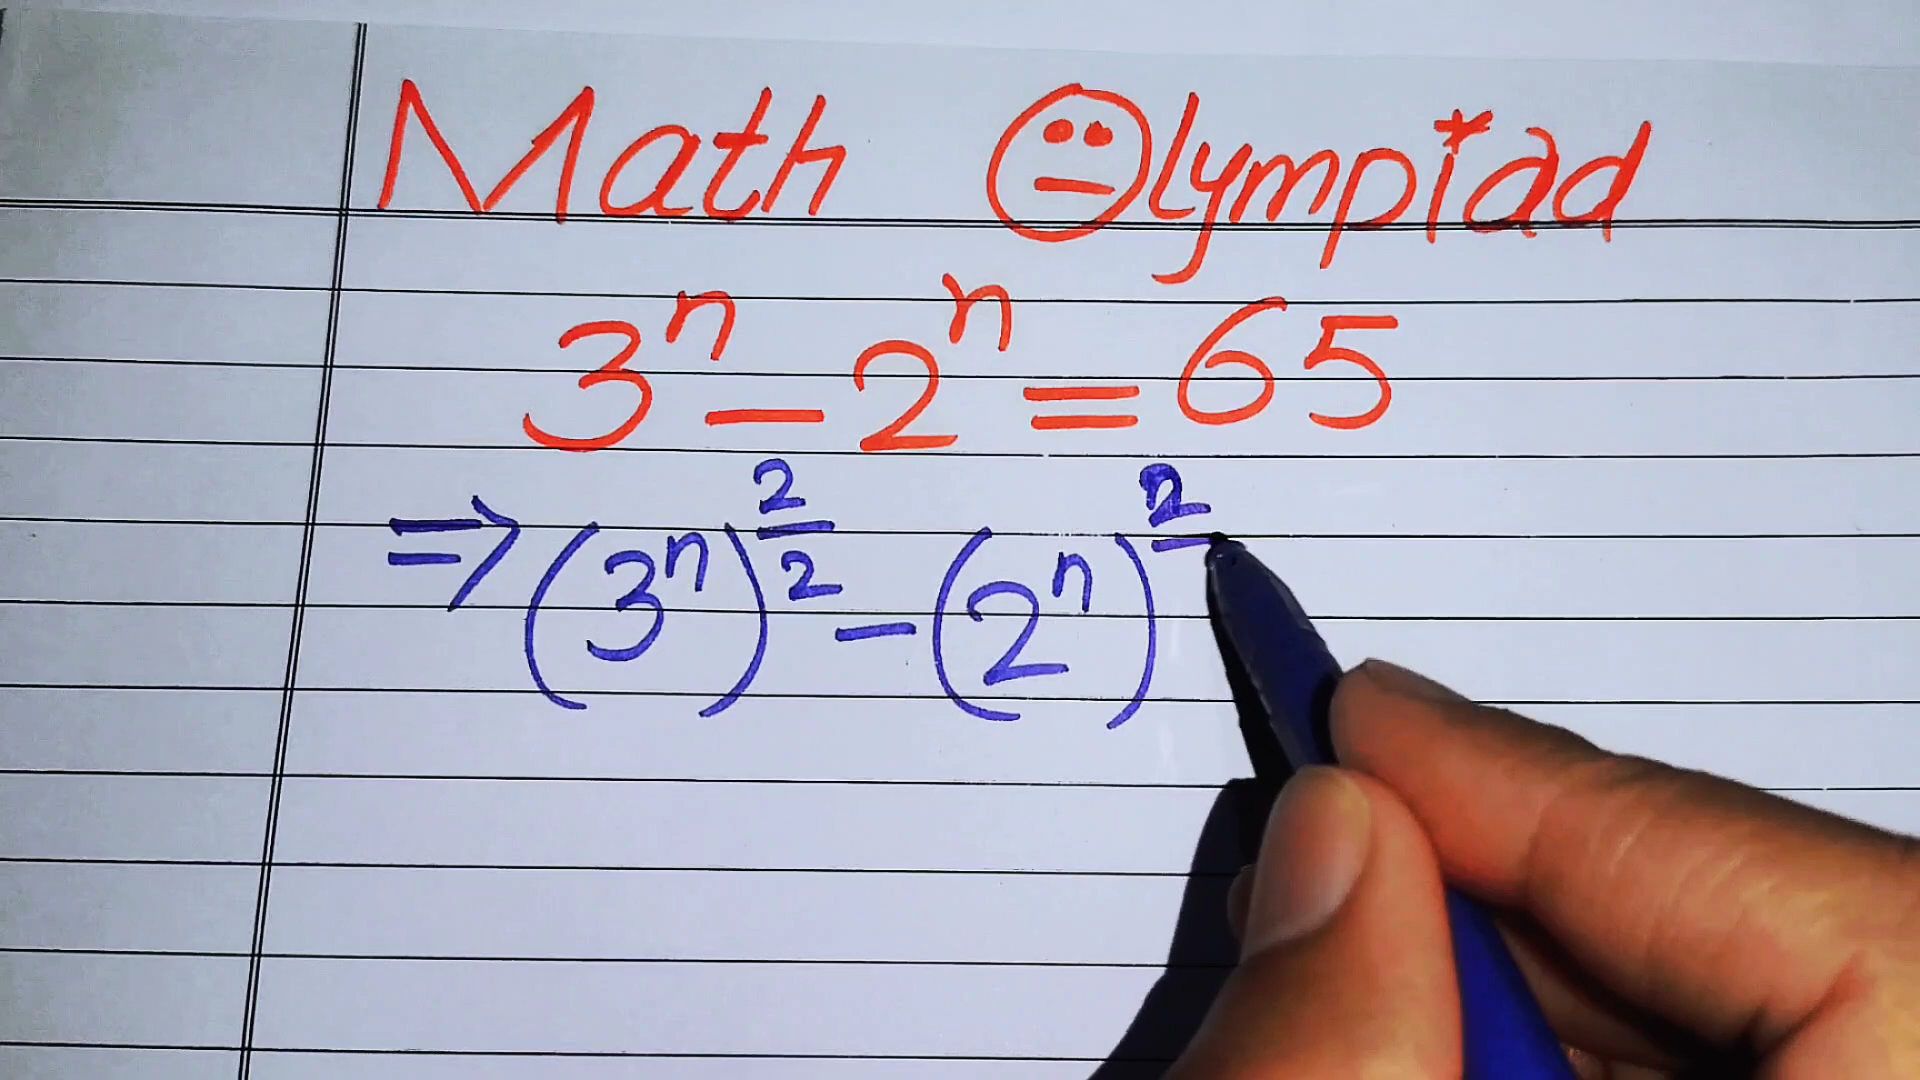 Math Olympiad
3ⁿ - 2ⁿ = 65
⇒ (3ⁿ)^2/2 - (2ⁿ)^2/